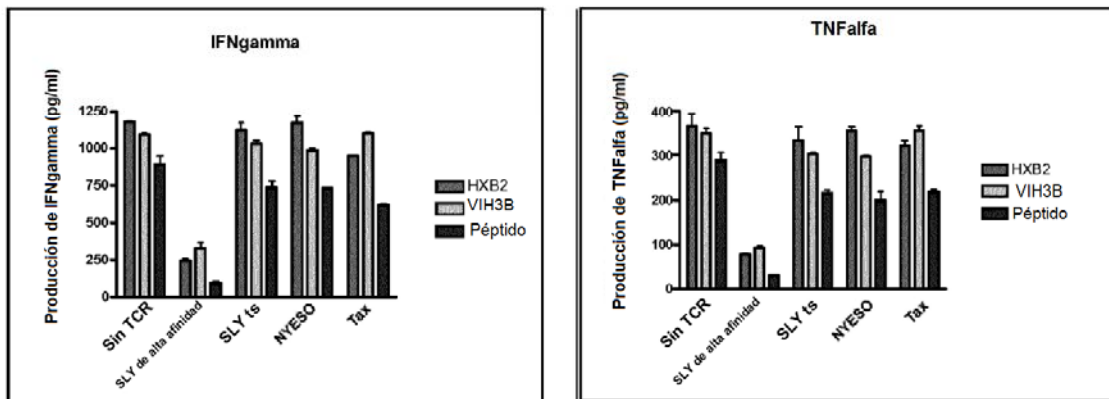 IFNgamma
Producción de IFNgamma (pg/ml)
1250
1000
750
500
250
0
Sin TCR
SLY de alta afinidad
SLY ts
NYESO
Tax
HXB2
VIH3B
Péptido
TNFalfa
Producción de TNFalfa (pg/ml)
400
300
200
100
0
Sin TCR
SLY de alta afinidad
SLY ts
NYESO
Tax
HXB2
VIH3B
Péptido